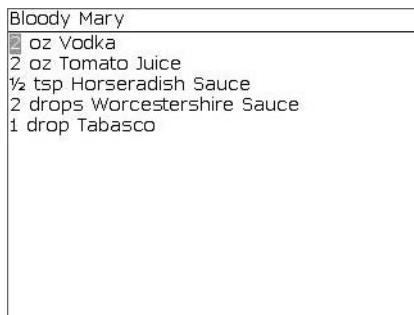 Bloody Mary
2 oz Vodka
2 oz Tomato Juice
½ tsp Horseradish Sauce
2 drops Worcestershire Sauce
1 drop Tabasco